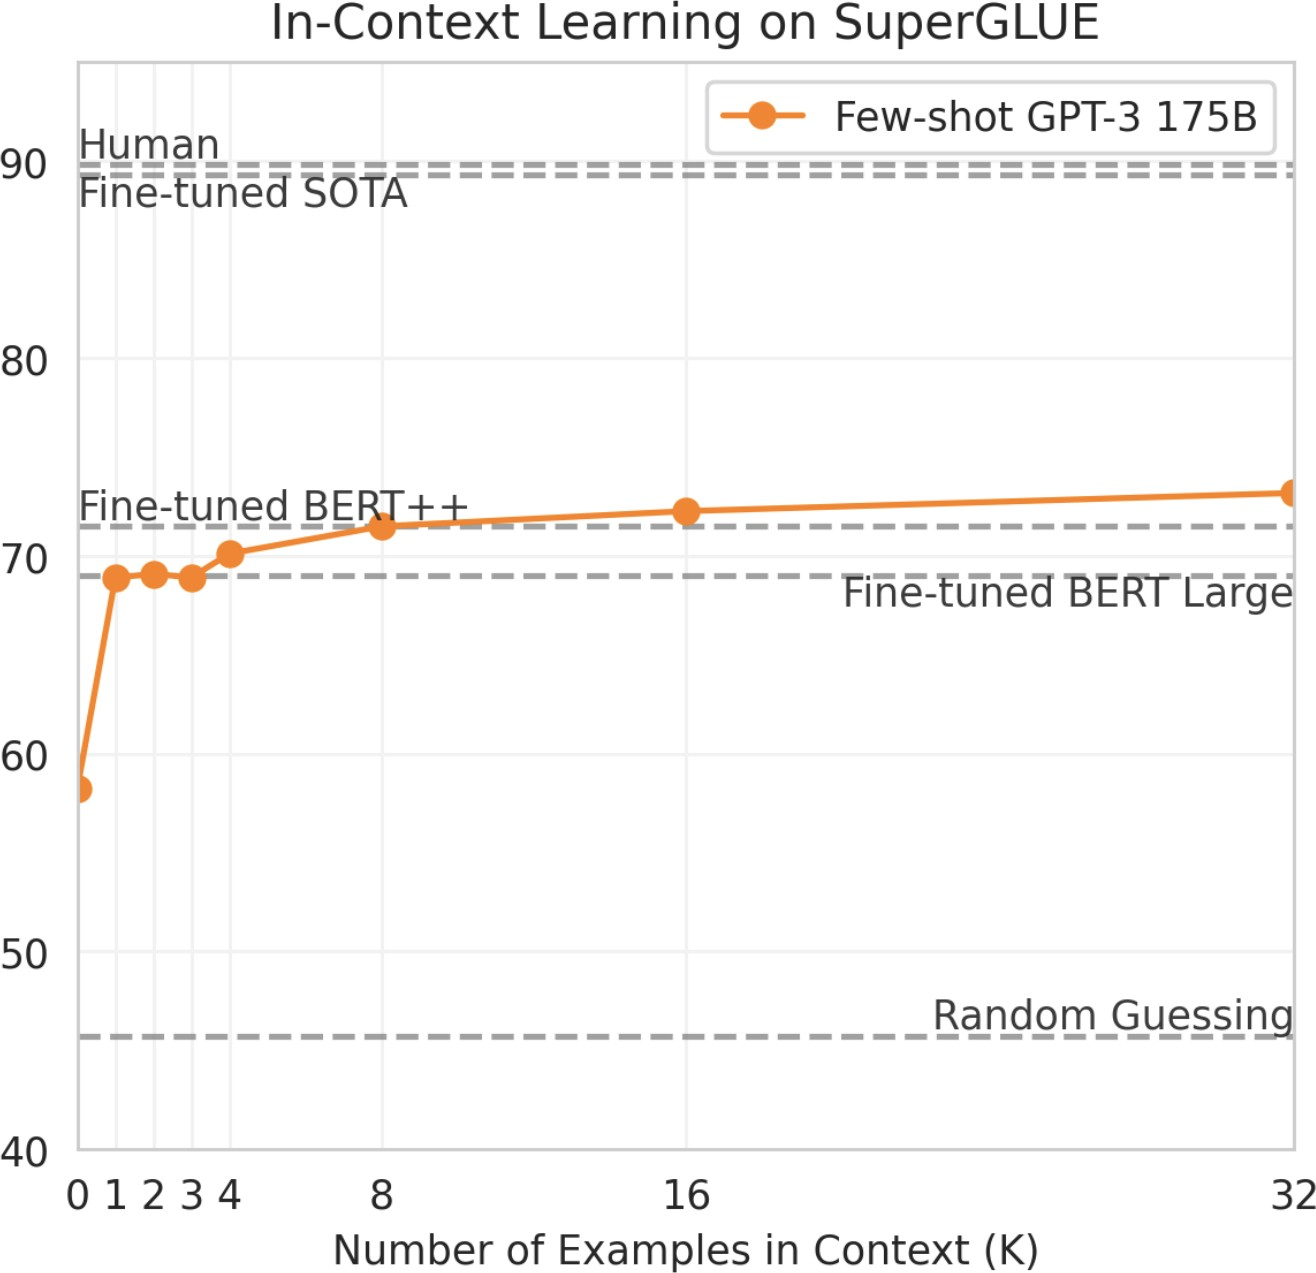 In-Context Learning on SuperGLUE
Few-shot GPT-3 175B
Human
90
Fine-tuned SOTA
80
Fine-tuned BERT++
70
Fine-tuned BERT Large
60
50
Random Guessing
40
0 1 2 3 4 8 16 32
Number of Examples in Context (K)